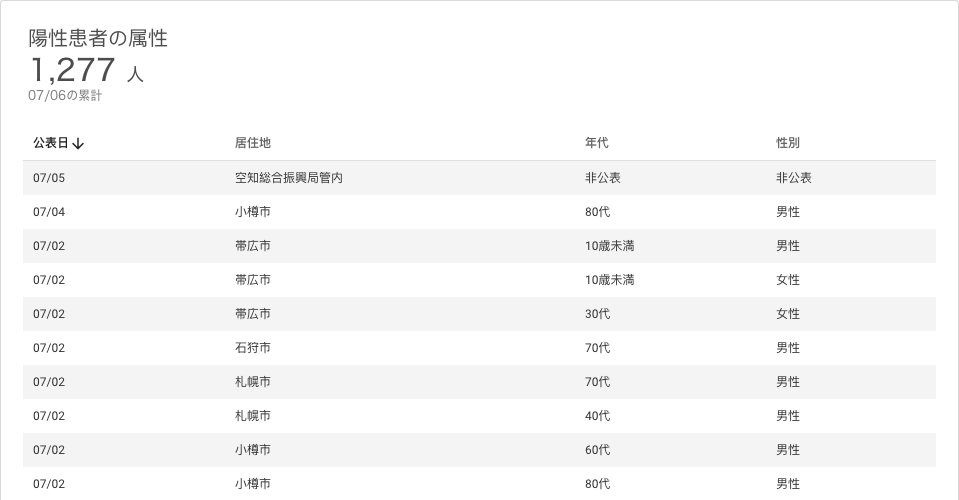 陽性患者の属性
1,277 人
07/06の累計
公表日↓ 居住地 年代 性別
07/05 空知総合振興局管内 非公表 非公表
07/04 小樽市 80代 男性
07/02 帯広市 10歳未満 男性
07/02 帯広市 10歳未満 女性
07/02 帯広市 30代 女性
07/02 石狩市 70代 男性
07/02 札幌市 70代 男性
07/02 札幌市 40代 男性
07/02 小樽市 60代 男性
07/02 小樽市 80代 男性